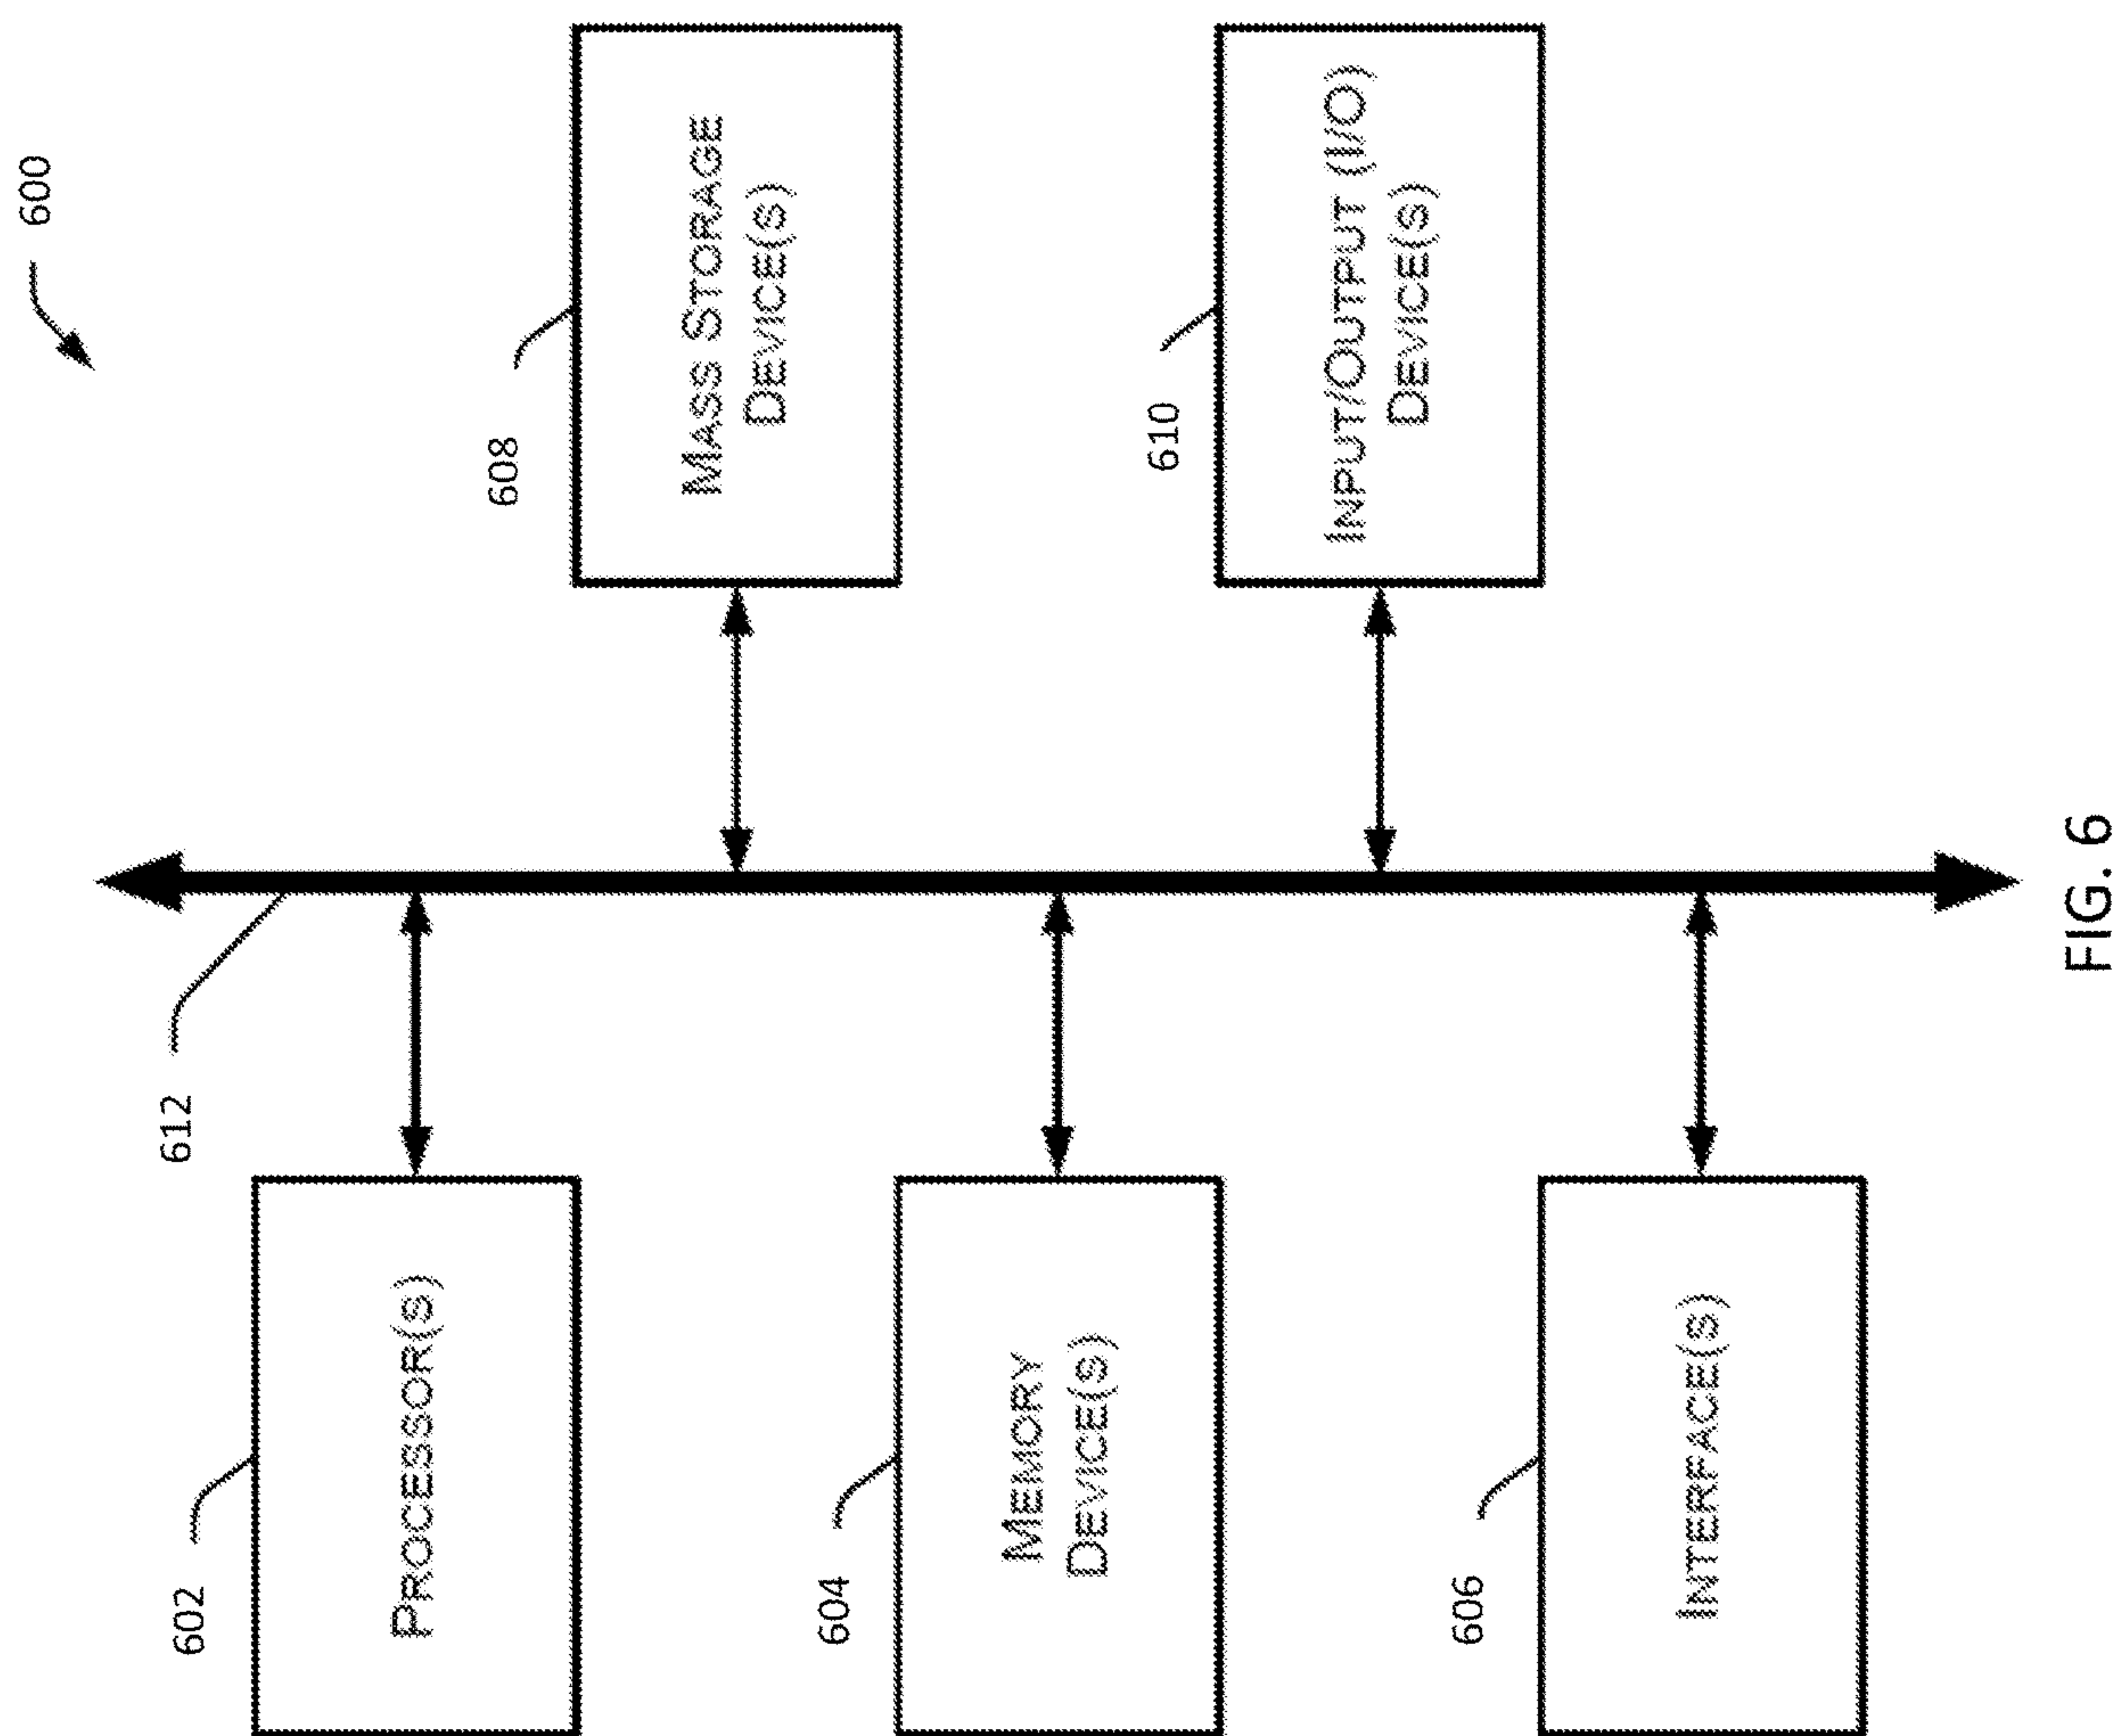 600
608
MASS STORAGE
DEVICE(S)
610
INPUT/OUTPUT (I/O)
DEVICE(S)
612
602
PROCESSOR(S)
604
MEMORY
DEVICE(S)
606
INTERFACE(S)
FIG. 6